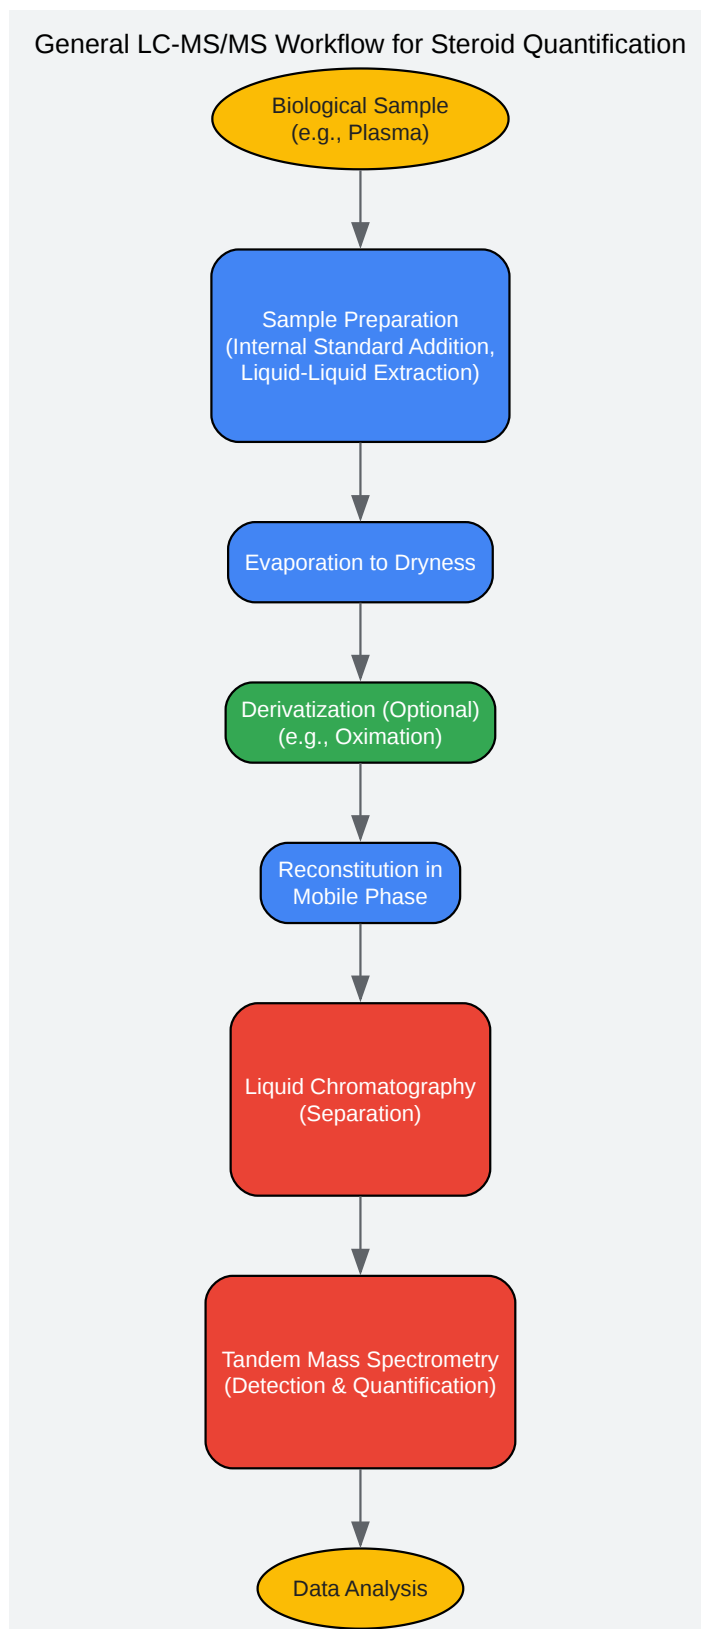 General LC-MS/MS Workflow for Steroid Quantification
Biological Sample
(e.g., Plasma)
Sample Preparation
(Internal Standard Addition,
Liquid-Liquid Extraction)
Evaporation to Dryness
Derivatization (Optional)
(e.g., Oximation)
Reconstitution in
Mobile Phase
Liquid Chromatography
(Separation)
Tandem Mass Spectrometry
(Detection & Quantification)
Data Analysis